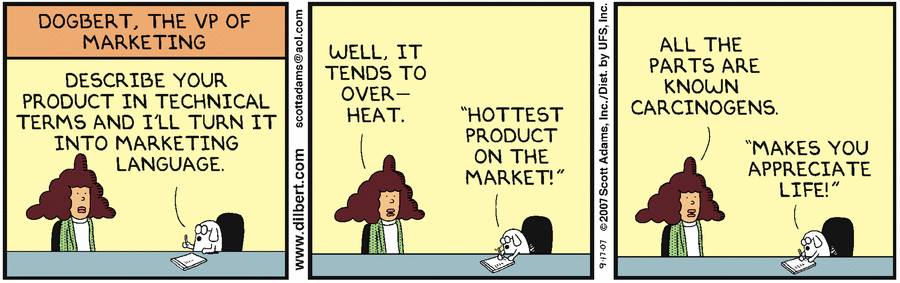 DOGBERT, THE VP OF
MARKETING
DESCRIBE YOUR
PRODUCT IN TECHNICAL
TERMS AND I'LL TURN IT
INTO MARKETING
LANGUAGE.
www.dilbert.com scottadams@aol.com
WELL, IT
TENDS TO
OVER—
HEAT.
"HOTTEST
PRODUCT
ON THE
MARKET!"
9-17-07 ©2007 Scott Adams, Inc./Dist. by UFS, Inc.
ALL THE
PARTS ARE
KNOWN
CARCINOGENS.
"MAKES YOU
APPRECIATE
LIFE!"